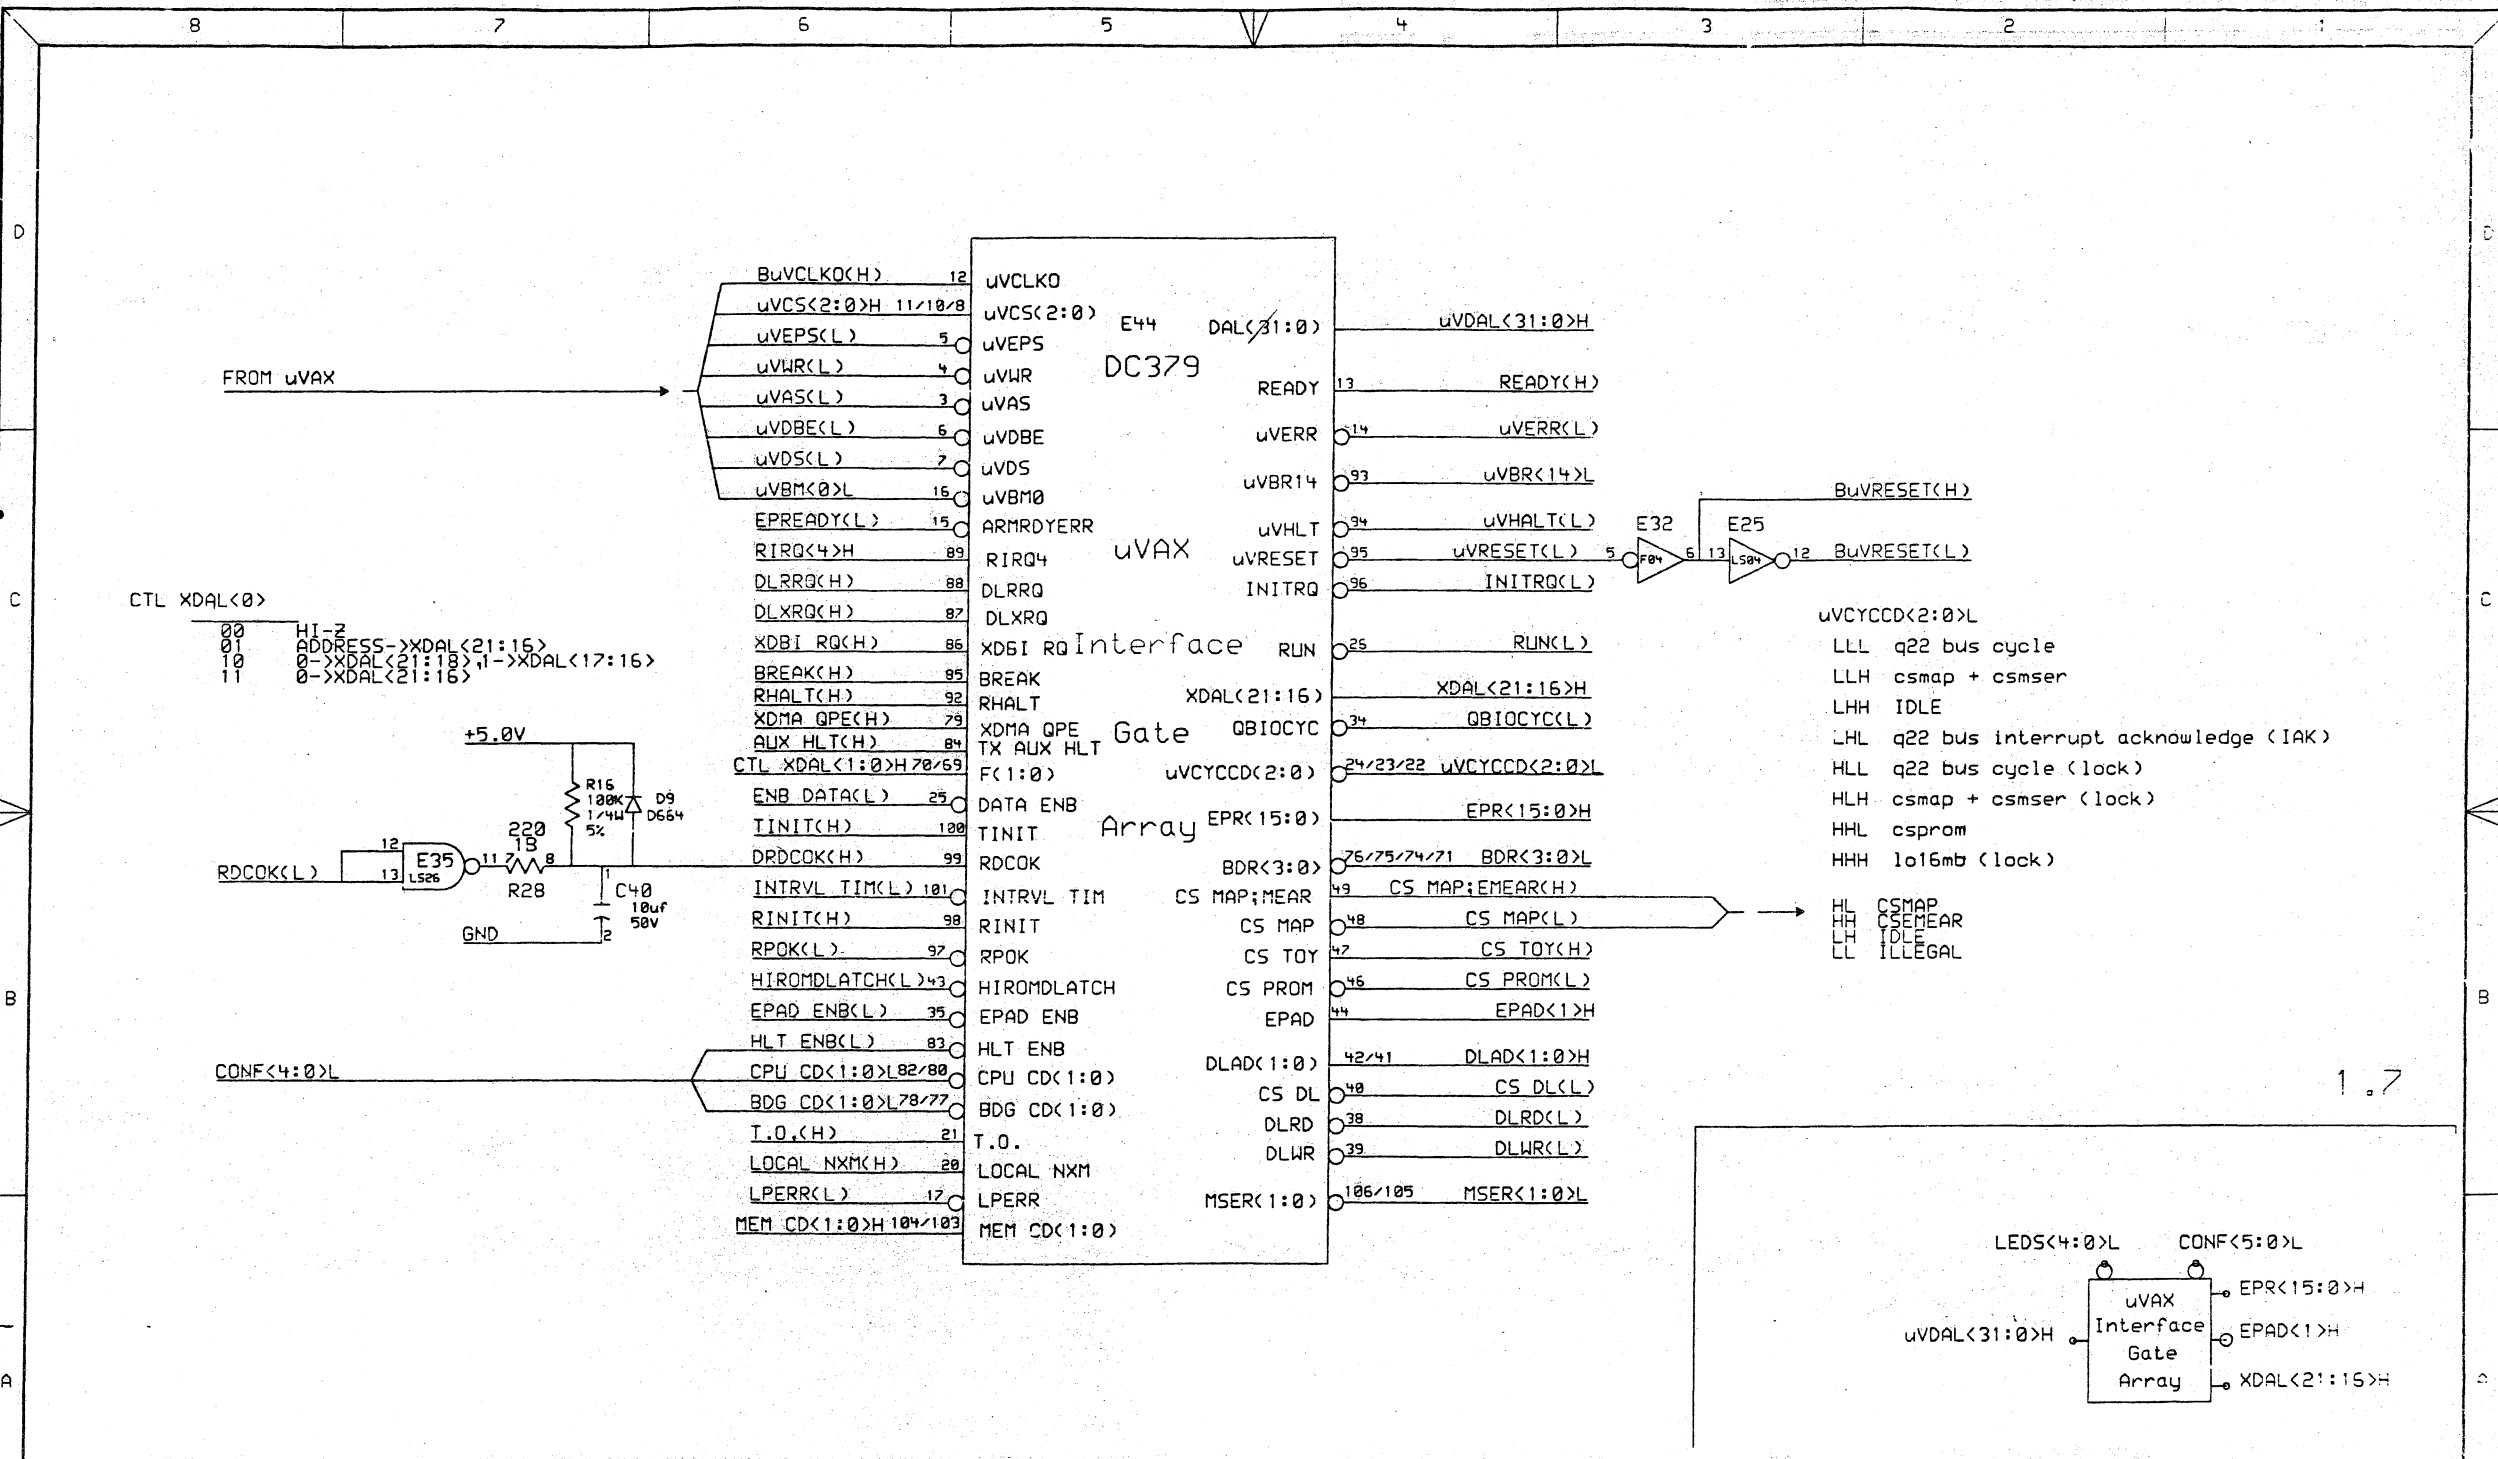 8 7 6 5 4 3 2 1
D
C
B
A
D
C
B
FROM uVAX
BuVCLKO(H) 12 uVCLKO
uVCS<2:0>H 11/10/8 uVCS(2:0)
uVEPS(L) 5 uVEPS
uVWR(L) 4 uVWR
uVAS(L) 3 uVAS
uVDBE(L) 6 uVDBE
uVDS(L) 7 uVDS
uVBM<0>L 16 uVBM0
EPREADY(L) 15 ARMRDYERR
RIRQ<4>H 89 RIRQ4
DLRRQ(H) 88 DLRRQ
DLXRQ(H) 87 DLXRQ
XDBI RQ(H) 86 XDBI RQ
BREAK(H) 85 BREAK
RHALT(H) 92 RHALT
XDMA QPE(H) 79 XDMA QPE
AUX HLT(H) 84 TX AUX HLT
CTL XDAL<1:0>H 70/69 F(1:0)
ENB DATA(L) 25 DATA ENB
TINIT(H) 100 TINIT
DRDCOK(H) 99 RDCOK
INTRVL TIM(L) 101 INTRVL TIM
RINIT(H) 98 RINIT
RPOK(L) 97 RPOK
HIROMDLATCH(L) 43 HIROMDLATCH
EPAD ENB(L) 35 EPAD ENB
HLT ENB(L) 83 HLT ENB
CPU CD<1:0>L 82/80 CPU CD(1:0)
BDG CD<1:0>L 78/77 BDG CD(1:0)
T.O.(H) 21 T.O.
LOCAL NXM(H) 20 LOCAL NXM
LPERR(L) 17 LPERR
MEM CD<1:0>H 104/103 MEM CD(1:0)
CONF<4:0>L
E44
DC379
uVAX
Interface
Gate
Array
DAL(31:0) uVDAL<31:0>H
READY 13 READY(H)
uVERR 14 uVERR(L)
uVBR14 93 uVBR<14>L
uVHLT 94 uVHALT(L)
uVRESET 95 uVRESET(L) 5 E32 F04 6 13 E25 LS04 12 BuVRESET(L)
BuVRESET(H)
INITRQ 96 INITRQ(L)
RUN 26 RUN(L)
XDAL(21:16) XDAL<21:16>H
QBIOCYC 34 QBIOCYC(L)
uVCYCCD(2:0) 24/23/22 uVCYCCD<2:0>L
EPR(15:0) EPR<15:0>H
BDR(3:0) 76/75/74/71 BDR<3:0>L
CS MAP;MEAR 49 CS MAP;EMEAR(H)
CS MAP 48 CS MAP(L)
CS TOY 47 CS TOY(H)
CS PROM 46 CS PROM(L)
EPAD 44 EPAD<1>H
DLAD(1:0) 42/41 DLAD<1:0>H
CS DL 40 CS DL(L)
DLRD 38 DLRD(L)
DLWR 39 DLWR(L)
MSER(1:0) 106/105 MSER<1:0>L
CTL XDAL<0>
00 HI-Z
01 ADDRESS->XDAL<21:16>
10 0->XDAL<21:18>,1->XDAL<17:16>
11 0->XDAL<21:16>
+5.0V
R16
100K
1/4W
5%
D9
D664
RDCOK(L) 12 13 E35 LS26 11
220
1B
7 8
R28
1
C40
10uf
50V
2
GND
uVCYCCD<2:0>L
LLL q22 bus cycle
LLH csmap + csmser
LHH IDLE
LHL q22 bus interrupt acknowledge (IAK)
HLL q22 bus cycle (lock)
HLH csmap + csmser (lock)
HHL csprom
HHH lo16mb (lock)
HL CSMAP
HH CSEMEAR
LH IDLE
LL ILLEGAL
1.7
LEDS<4:0>L CONF<5:0>L
uVDAL<31:0>H
uVAX
Interface
Gate
Array
EPR<15:0>H
EPAD<1>H
XDAL<21:16>H